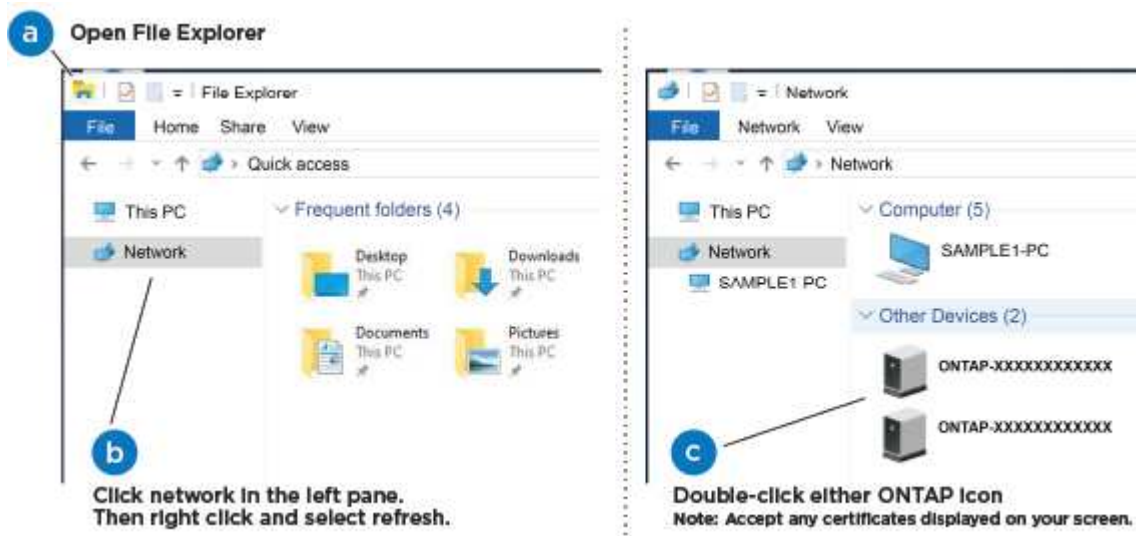 a
Open File Explorer
File Explorer
File Home Share View
Quick access
This PC
Network
Frequent folders (4)
Desktop
This PC
Downloads
This PC
Documents
This PC
Pictures
This PC
b
Click network in the left pane.
Then right click and select refresh.
Network
File Network View
Network
This PC
Network
SAMPLE1 PC
Computer (5)
SAMPLE1-PC
Other Devices (2)
ONTAP-XXXXXXXXXXXX
ONTAP-XXXXXXXXXXXX
c
Double-click either ONTAP icon
Note: Accept any certificates displayed on your screen.